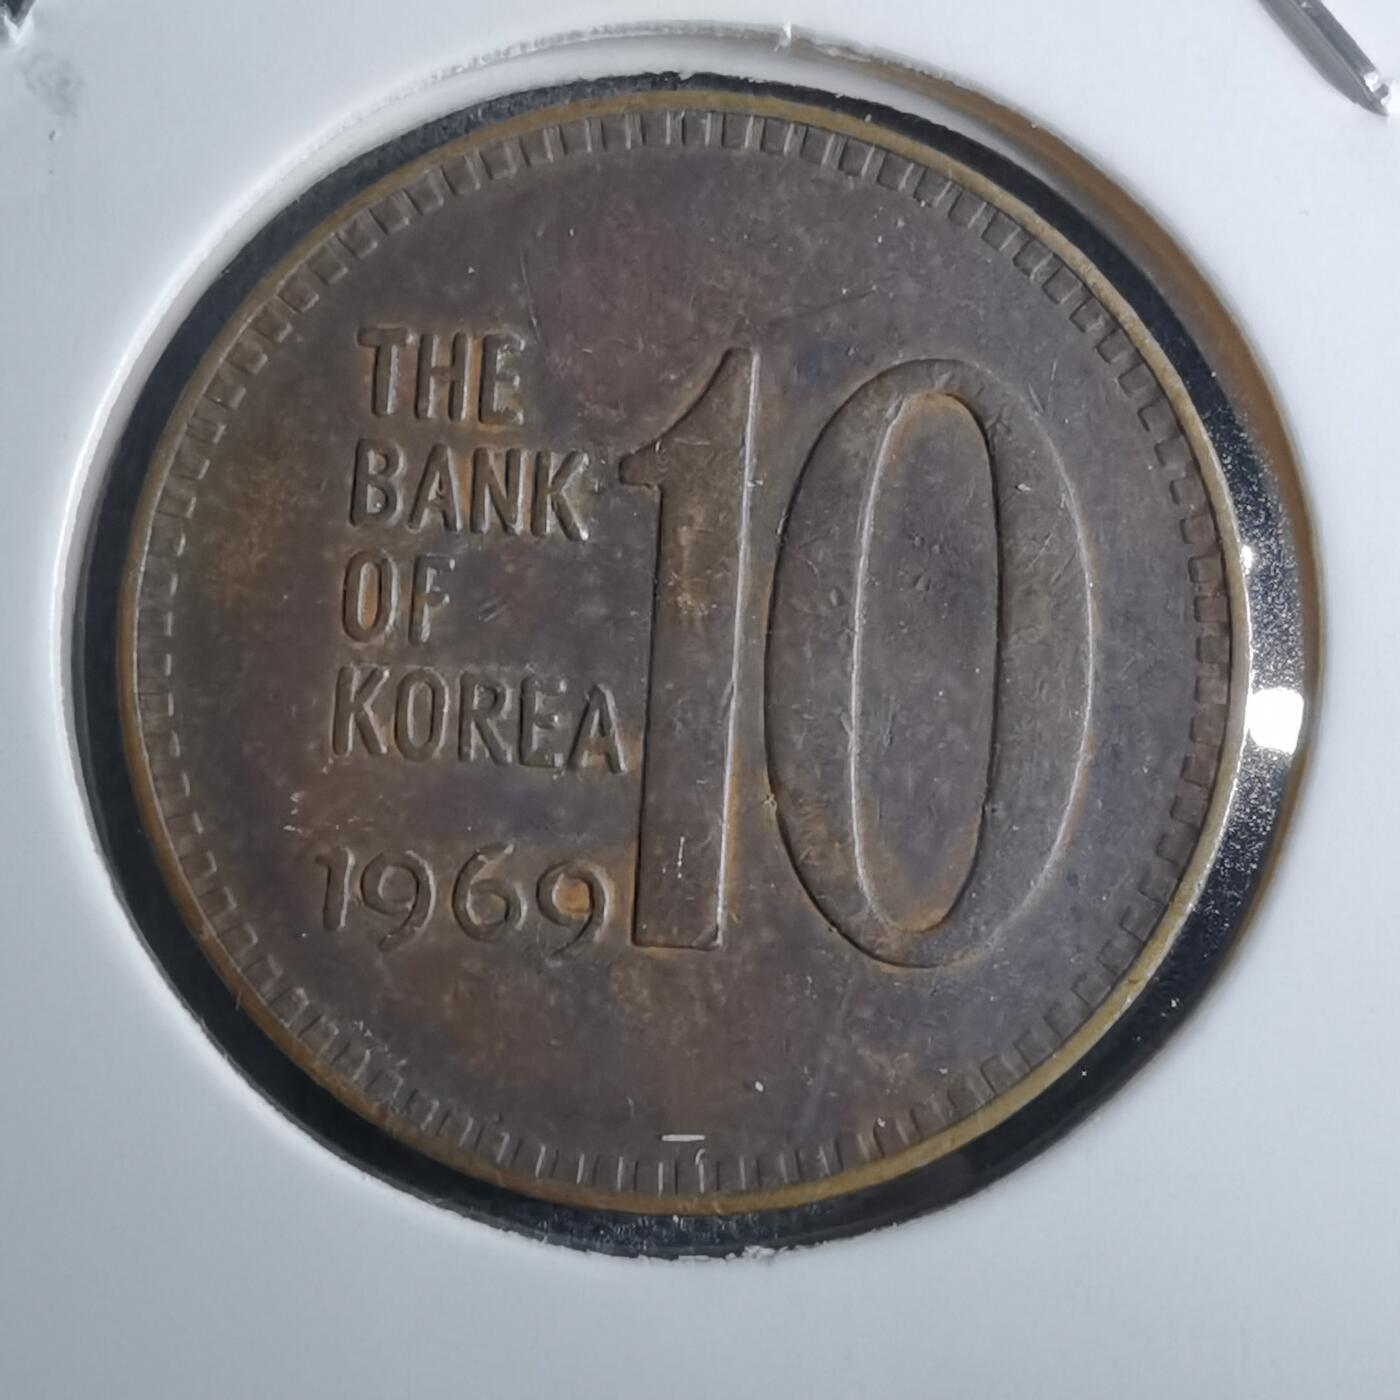 THE
BANK
OF
KOREA
1969
10